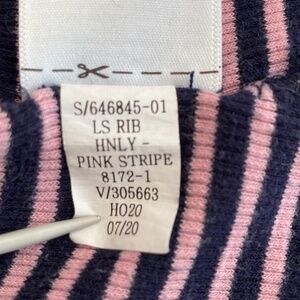 S/646845-01
LS RIB
HNLY -
PINK STRIPE
8172-1
V/305663
HO20
07/20